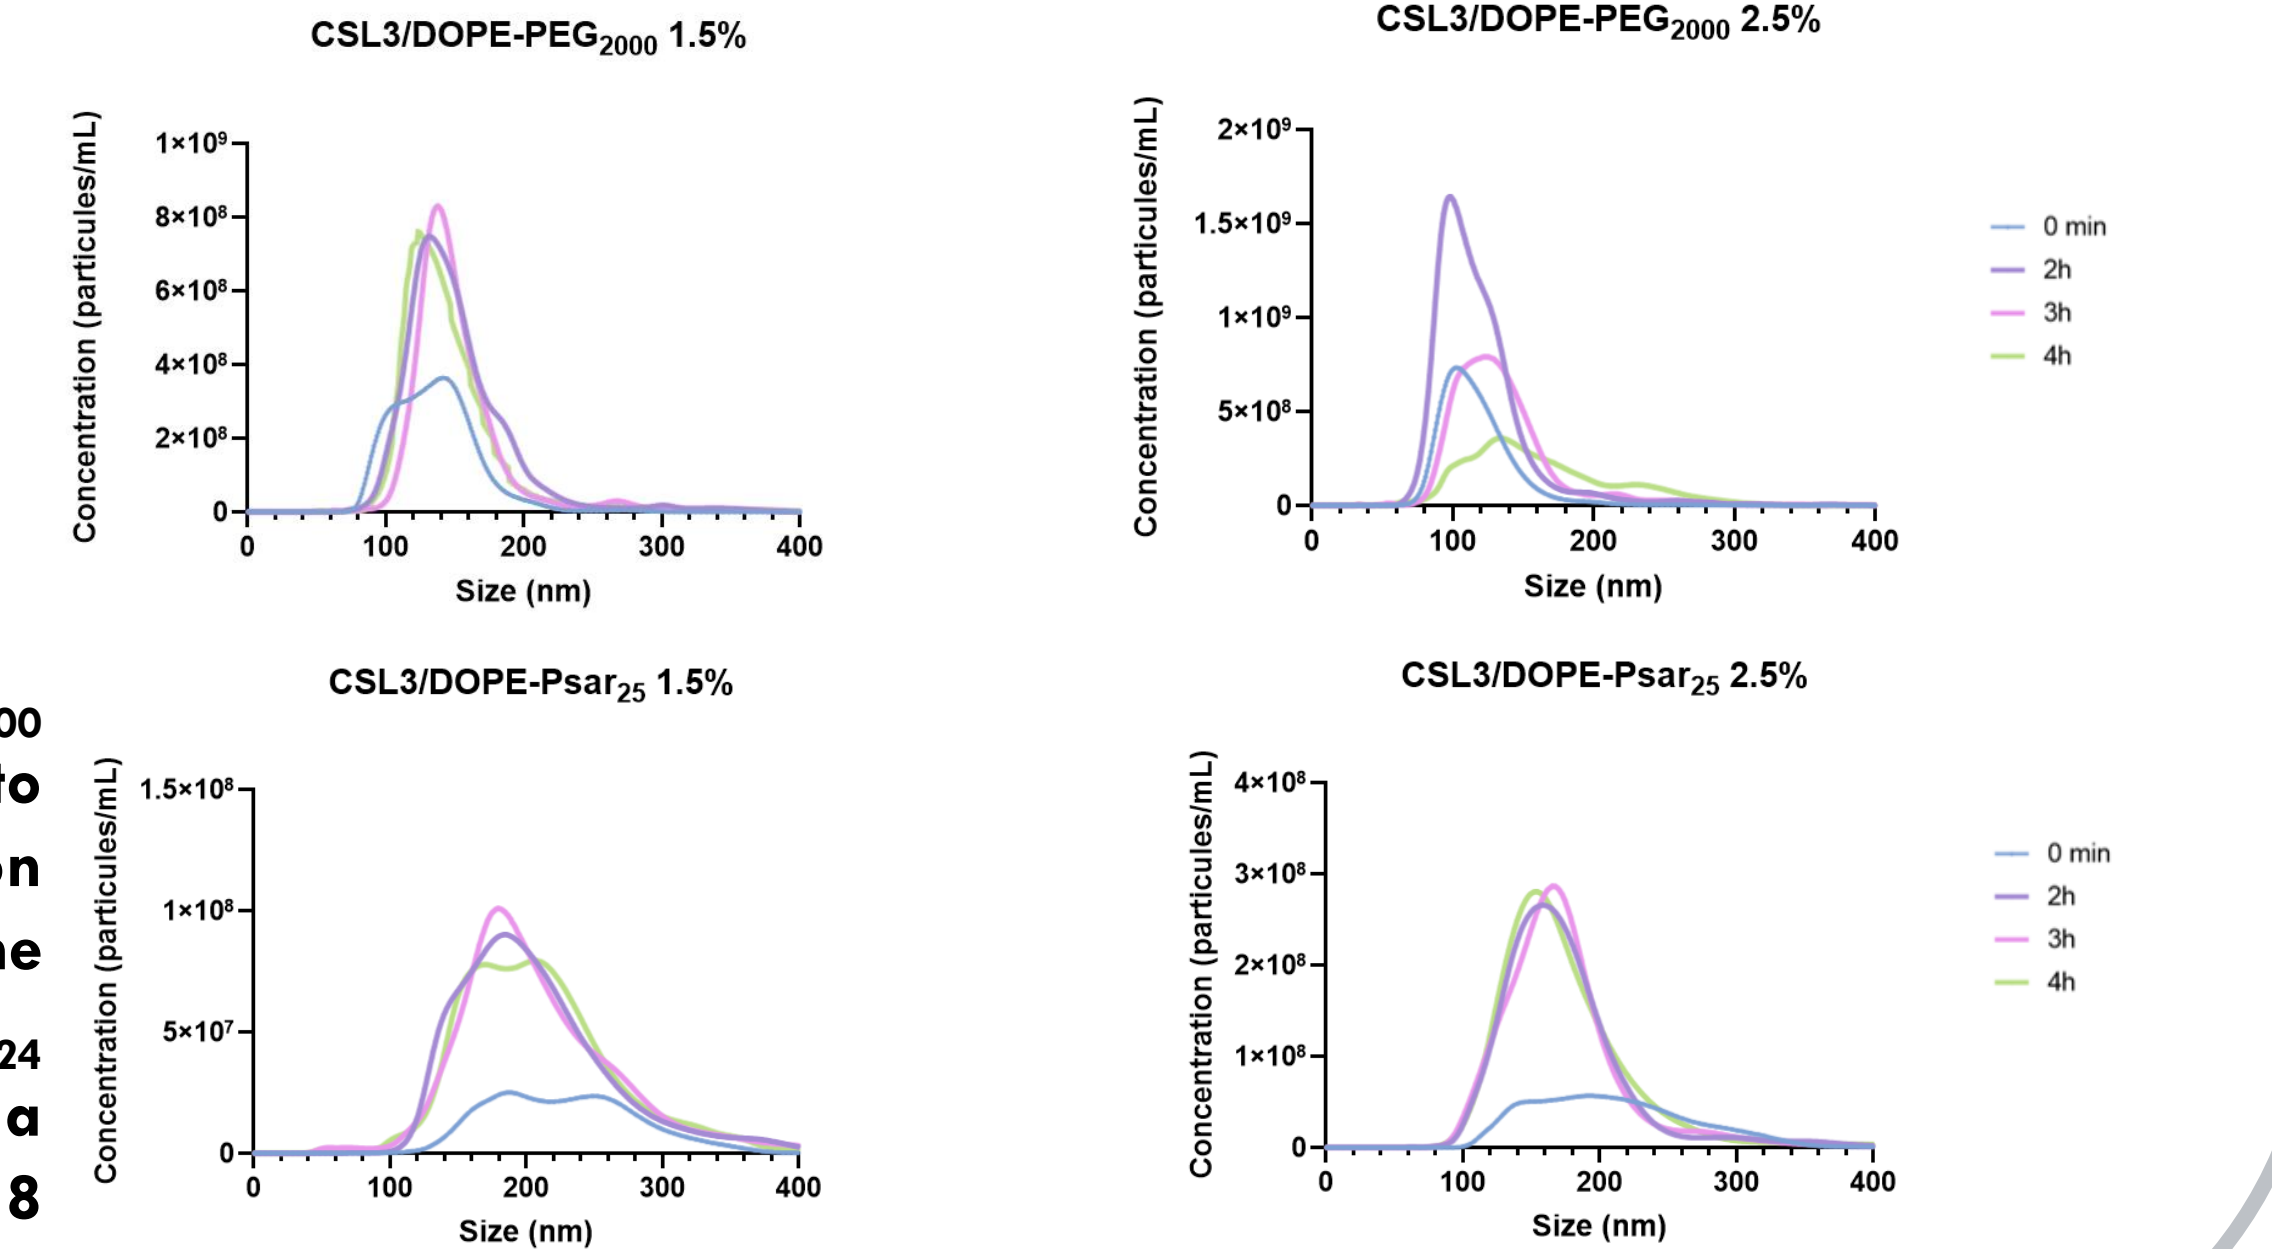 CSL3/DOPE-PEG2000 1.5%
Concentration (particules/mL)
1×10⁹
8×10⁸
6×10⁸
4×10⁸
2×10⁸
0
0 100 200 300 400
Size (nm)
CSL3/DOPE-PEG2000 2.5%
Concentration (particules/mL)
2×10⁹
1.5×10⁹
1×10⁹
5×10⁸
0
0 100 200 300 400
Size (nm)
0 min
2h
3h
4h
CSL3/DOPE-Psar25 1.5%
Concentration (particules/mL)
1.5×10⁸
1×10⁸
5×10⁷
0
0 100 200 300 400
Size (nm)
CSL3/DOPE-Psar25 2.5%
Concentration (particules/mL)
4×10⁸
3×10⁸
2×10⁸
1×10⁸
0
0 100 200 300 400
Size (nm)
0 min
2h
3h
4h
00
to
on
ne
24
a
8